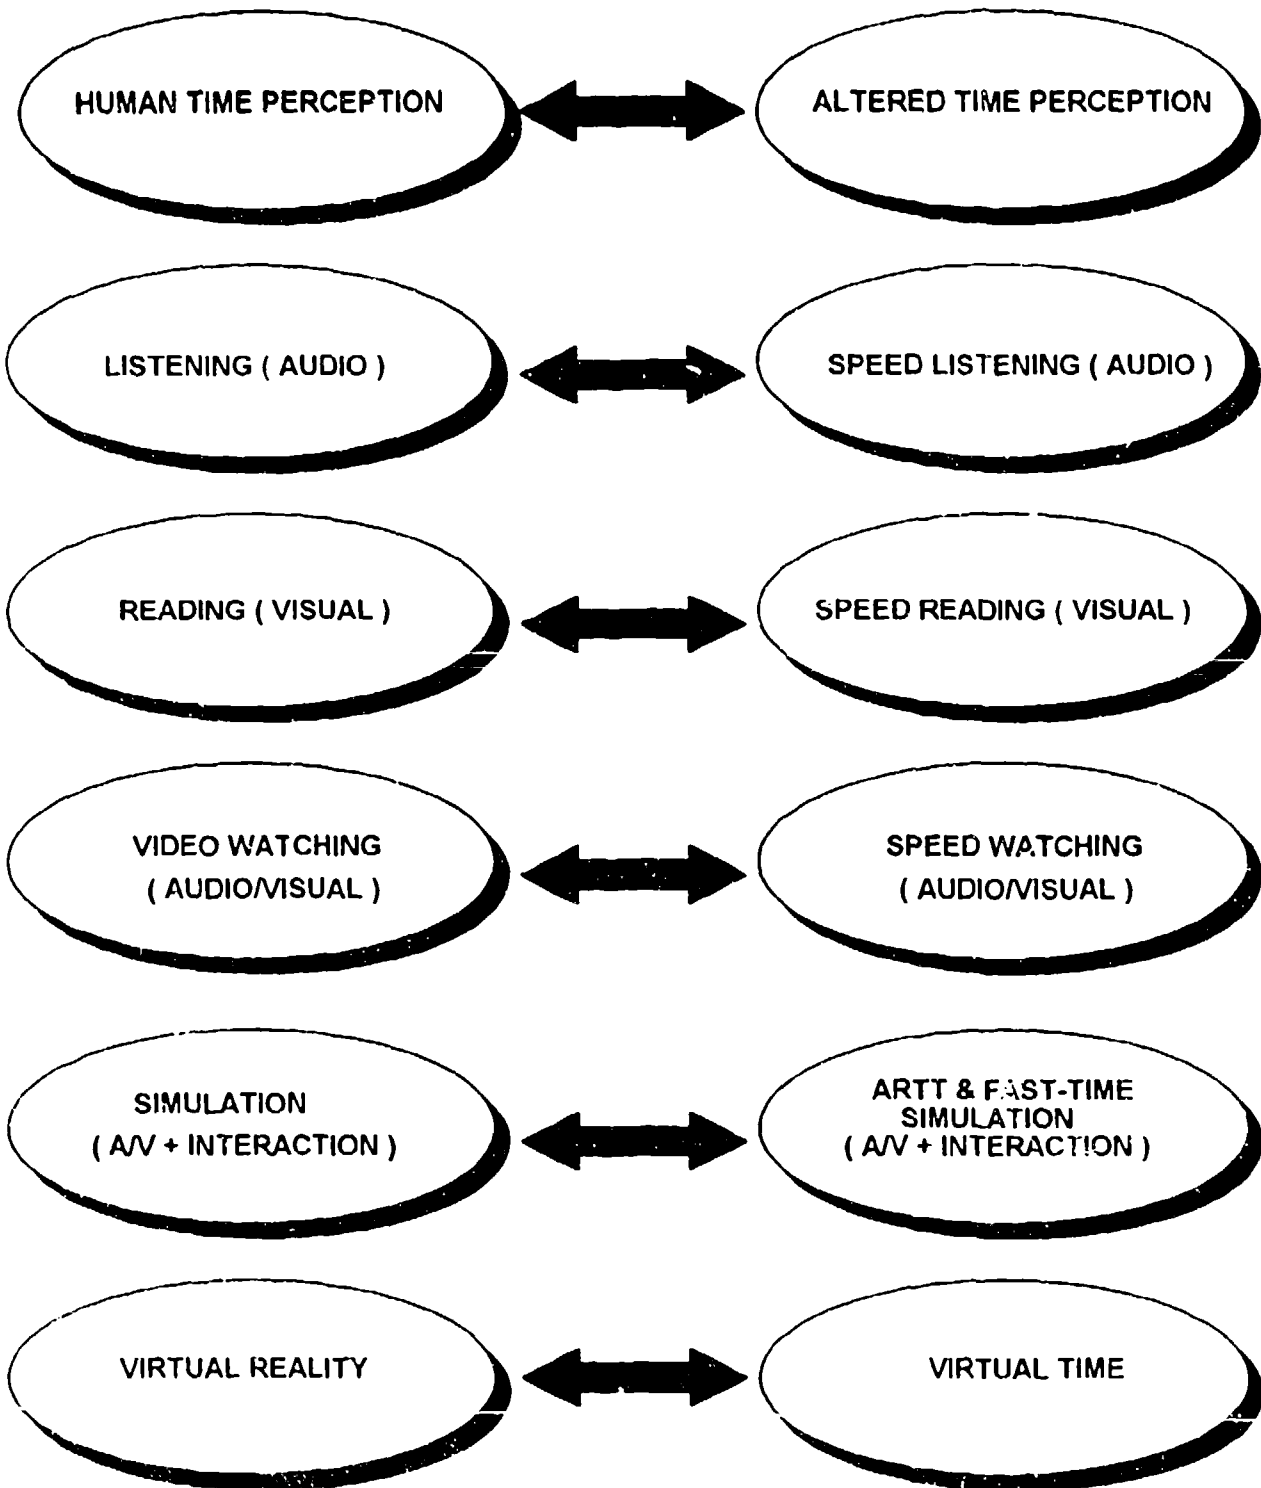 HUMAN TIME PERCEPTION
ALTERED TIME PERCEPTION
LISTENING ( AUDIO )
SPEED LISTENING ( AUDIO )
READING ( VISUAL )
SPEED READING ( VISUAL )
VIDEO WATCHING
( AUDIO/VISUAL )
SPEED WATCHING
( AUDIO/VISUAL )
SIMULATION
( A/V + INTERACTION )
ARTT & FAST-TIME
SIMULATION
( A/V + INTERACTION )
VIRTUAL REALITY
VIRTUAL TIME